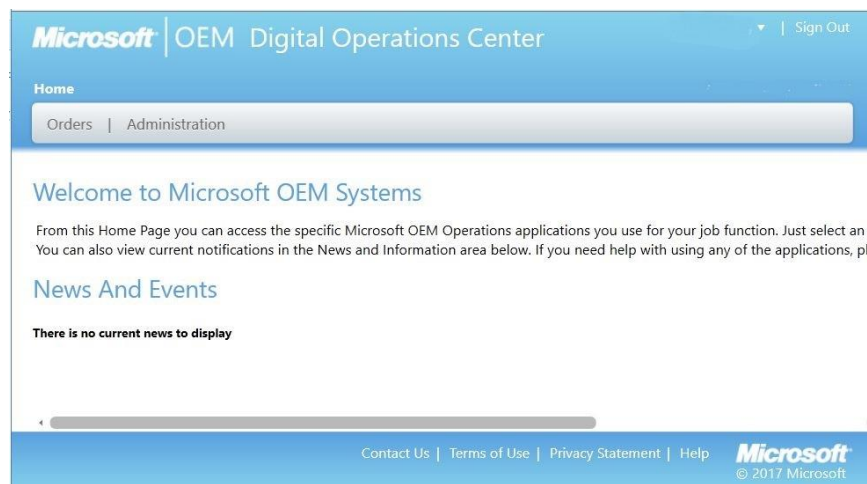 Microsoft | OEM Digital Operations Center
| Sign Out
Home
Orders | Administration
Welcome to Microsoft OEM Systems
From this Home Page you can access the specific Microsoft OEM Operations applications you use for your job function. Just select an
You can also view current notifications in the News and Information area below. If you need help with using any of the applications,
News And Events
There is no current news to display
Contact Us | Terms of Use | Privacy Statement | Help
Microsoft
© 2017 Microsoft